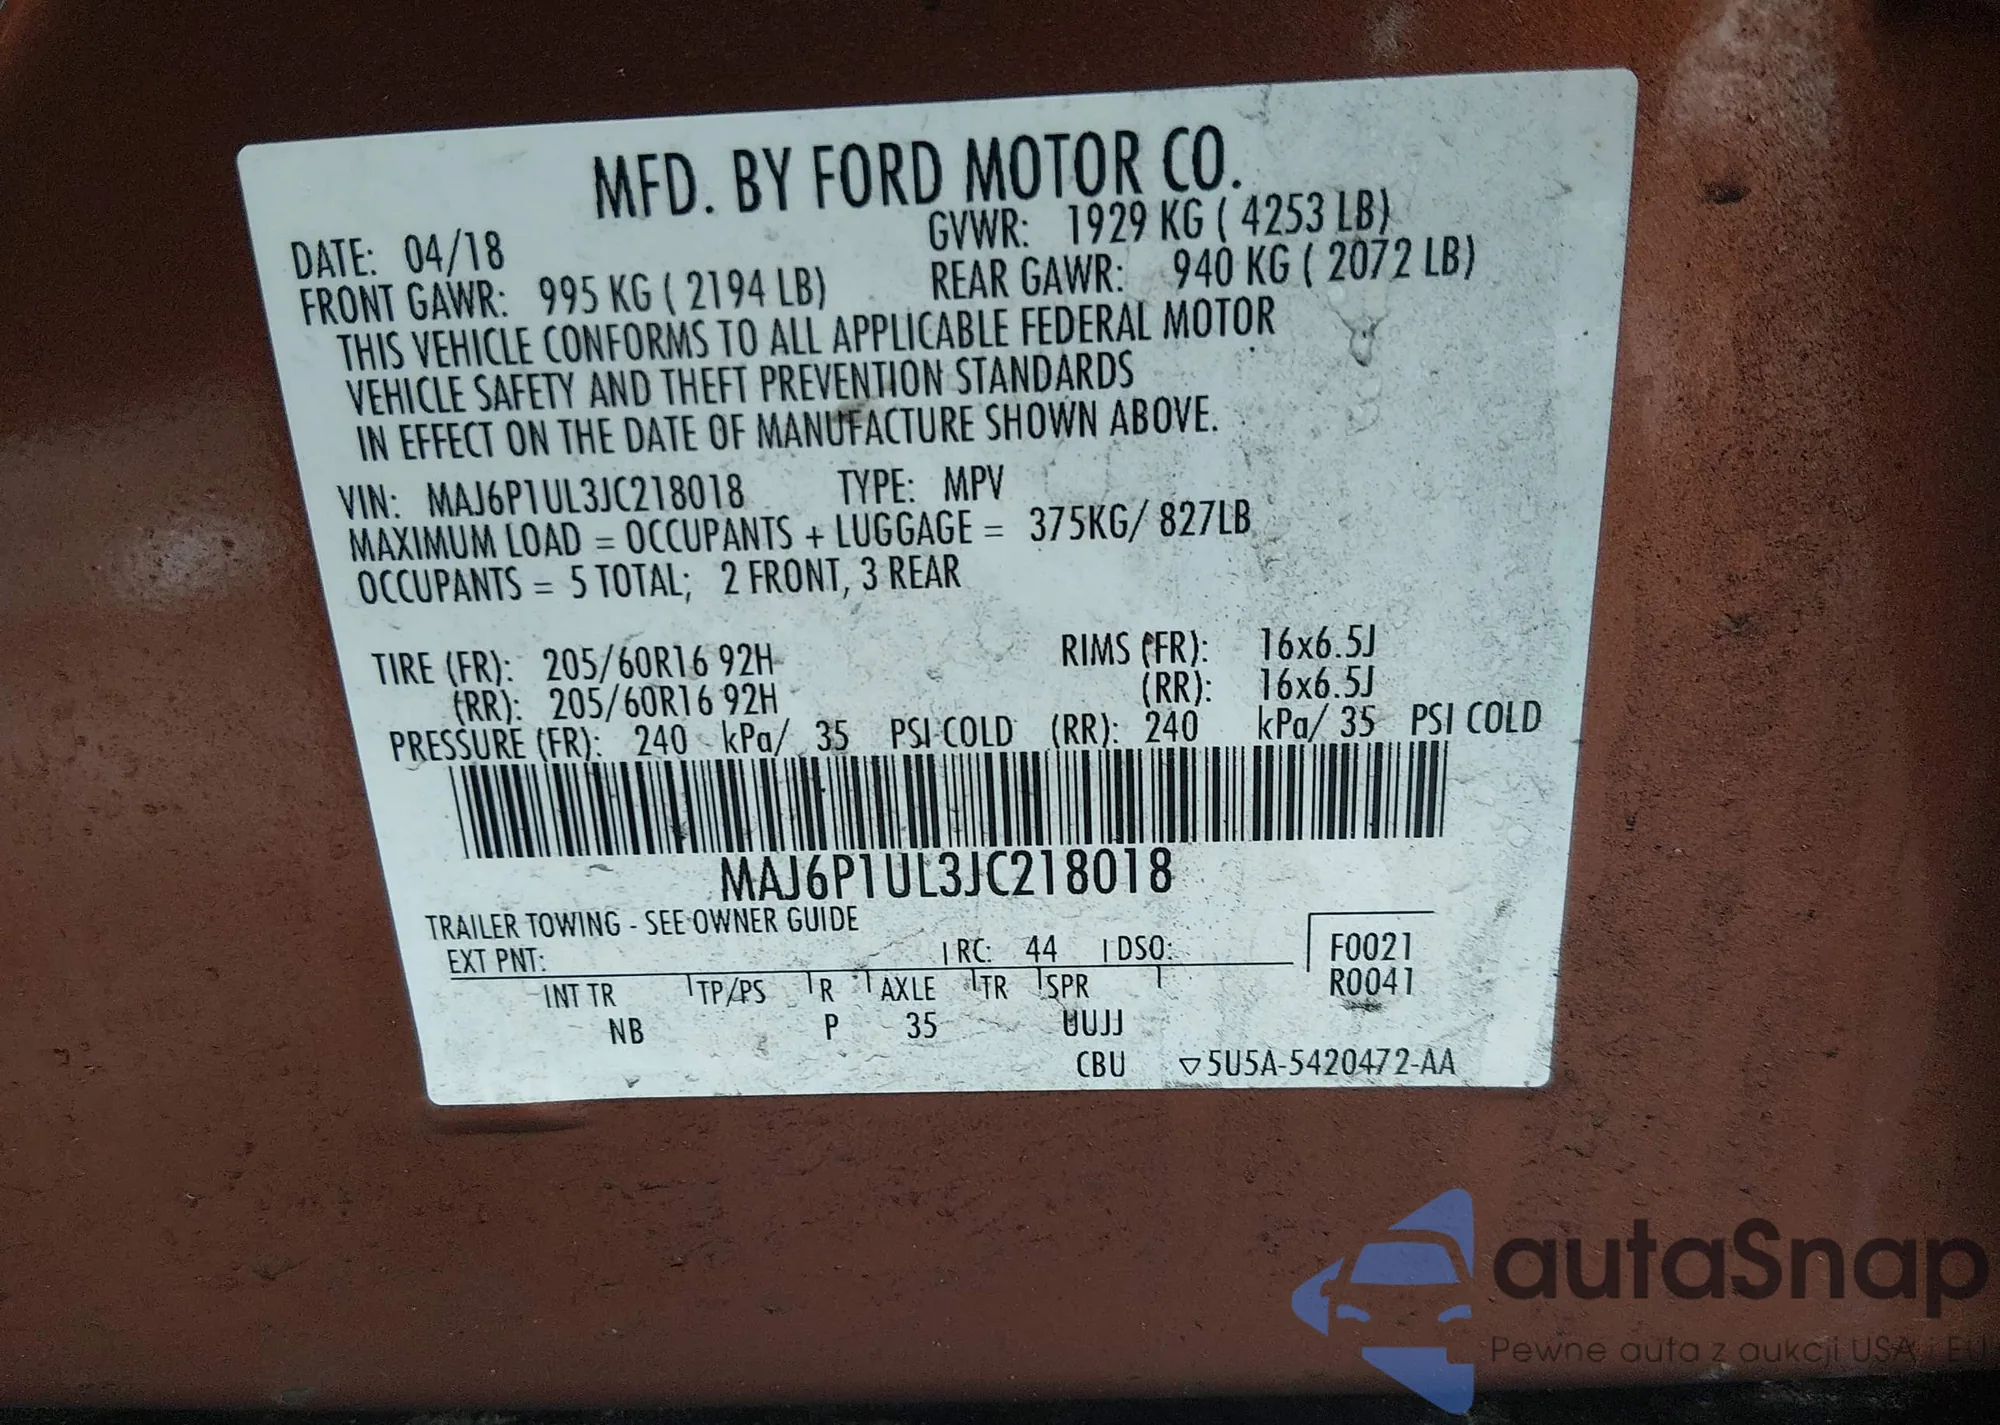 MFD. BY FORD MOTOR CO.
DATE: 04/18 GVWR: 1929 KG ( 4253 LB)
FRONT GAWR: 995 KG ( 2194 LB) REAR GAWR: 940 KG ( 2072 LB)
THIS VEHICLE CONFORMS TO ALL APPLICABLE FEDERAL MOTOR
VEHICLE SAFETY AND THEFT PREVENTION STANDARDS
IN EFFECT ON THE DATE OF MANUFACTURE SHOWN ABOVE.
VIN: MAJ6P1UL3JC218018 TYPE: MPV
MAXIMUM LOAD = OCCUPANTS + LUGGAGE = 375KG/ 827LB
OCCUPANTS = 5 TOTAL; 2 FRONT, 3 REAR
TIRE (FR): 205/60R16 92H RIMS (FR): 16x6.5J
(RR): 205/60R16 92H (RR): 16x6.5J
PRESSURE (FR): 240 kPa/ 35 PSI COLD (RR): 240 kPa/ 35 PSI COLD
MAJ6P1UL3JC218018
TRAILER TOWING - SEE OWNER GUIDE
EXT PNT: RC: 44 DSO: F0021
INT TR TP/PS R AXLE TR SPR R0041
NB P 35 UUJJ
CBU ▽5U5A-5420472-AA
autaSnap
Pewne auta z aukcji USA i EU